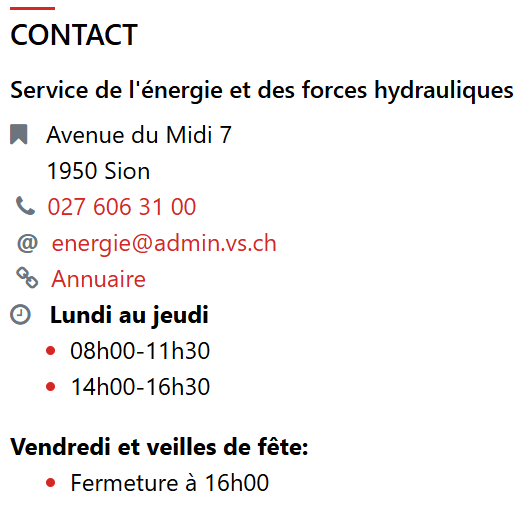 CONTACT
Service de l'énergie et des forces hydrauliques
Avenue du Midi 7
1950 Sion
027 606 31 00
@ energie@admin.vs.ch
Annuaire
Lundi au jeudi
08h00-11h30
14h00-16h30
Vendredi et veilles de fête:
Fermeture à 16h00